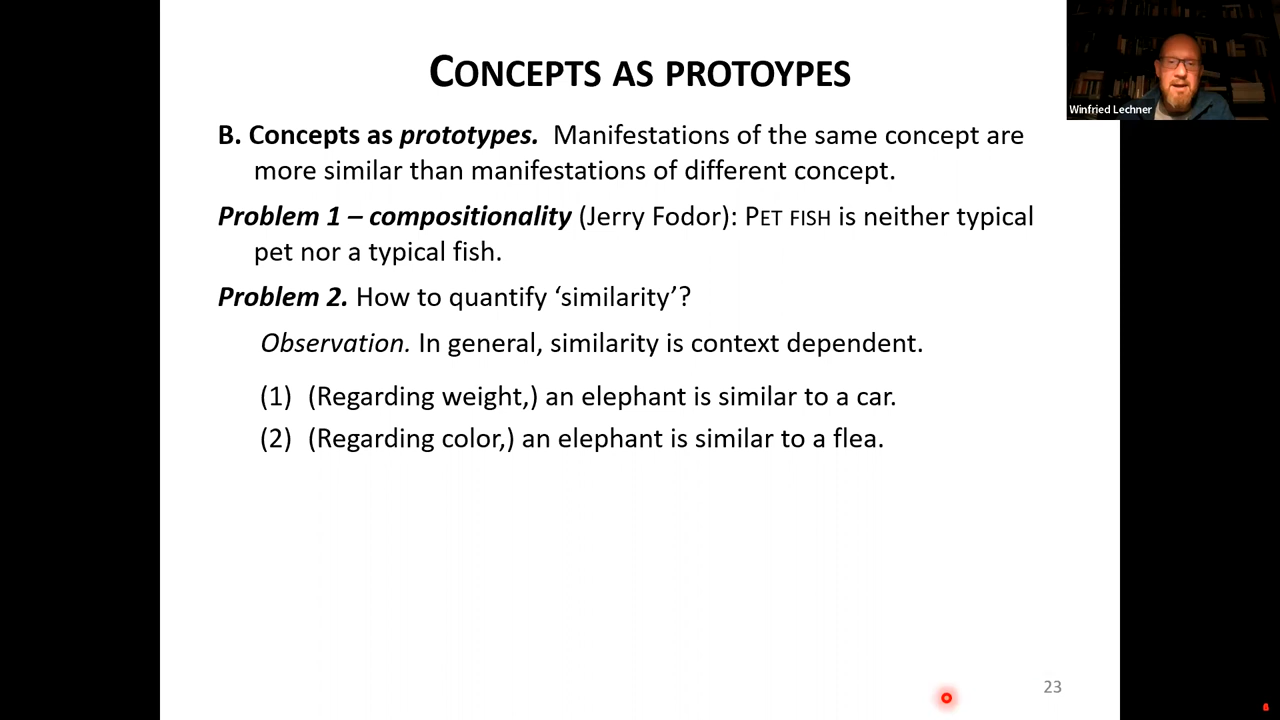 CONCEPTS AS PROTOYPES
Winfried Lechner
B. Concepts as prototypes. Manifestations of the same concept are
more similar than manifestations of different concept.
Problem 1 – compositionality (Jerry Fodor): PET FISH is neither typical
pet nor a typical fish.
Problem 2. How to quantify ‘similarity’?
Observation. In general, similarity is context dependent.
(1) (Regarding weight,) an elephant is similar to a car.
(2) (Regarding color,) an elephant is similar to a flea.
23